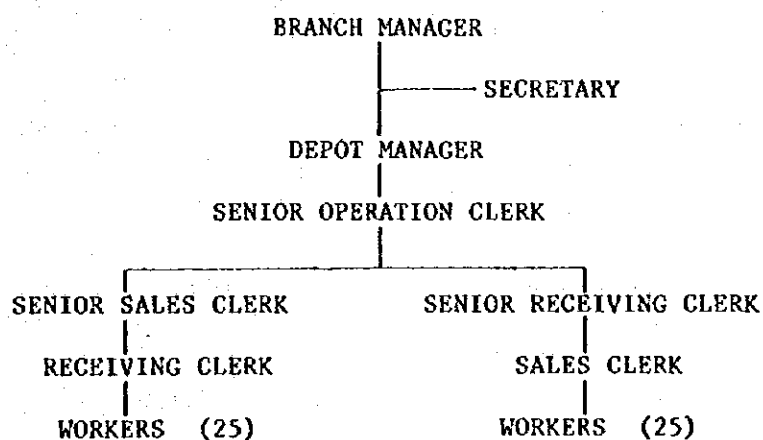 BRANCH MANAGER
SECRETARY
DEPOT MANAGER
SENIOR OPERATION CLERK
SENIOR SALES CLERK SENIOR RECEIVING CLERK
RECEIVING CLERK SALES CLERK
WORKERS (25) WORKERS (25)